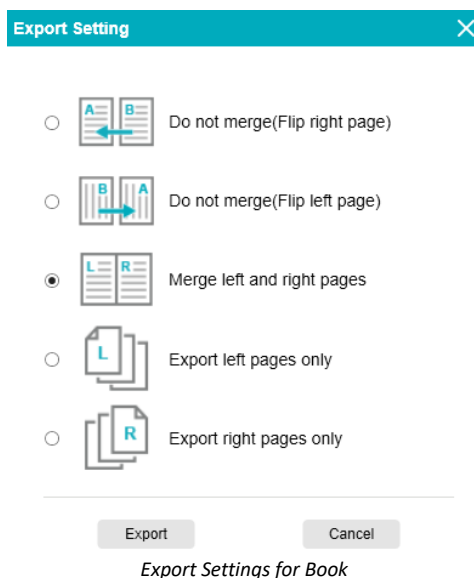 Export Setting
A B
Do not merge(Flip right page)
B A
Do not merge(Flip left page)
L R
Merge left and right pages
L
Export left pages only
R
Export right pages only
Export Cancel
Export Settings for Book